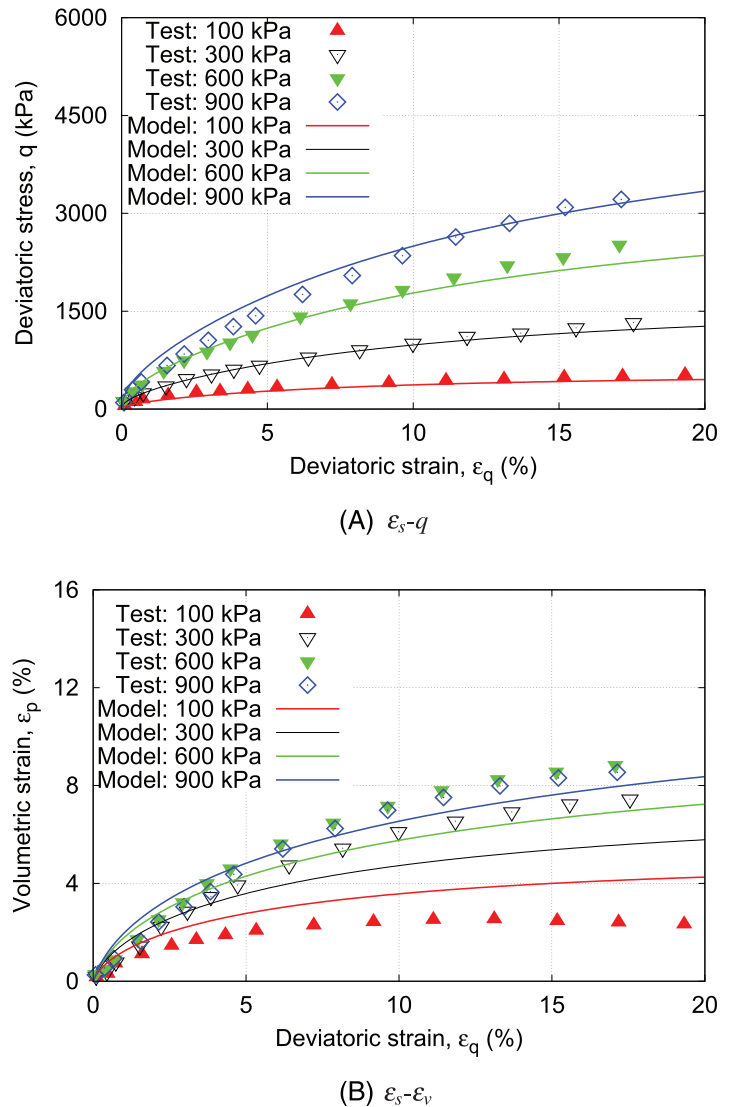 6000
4500
3000
1500
0
Deviatoric stress, q (kPa)
Test: 100 kPa
Test: 300 kPa
Test: 600 kPa
Test: 900 kPa
Model: 100 kPa
Model: 300 kPa
Model: 600 kPa
Model: 900 kPa
0 5 10 15 20
Deviatoric strain, εq (%)
(A) εs-q
16
12
8
4
0
Volumetric strain, εp (%)
Test: 100 kPa
Test: 300 kPa
Test: 600 kPa
Test: 900 kPa
Model: 100 kPa
Model: 300 kPa
Model: 600 kPa
Model: 900 kPa
0 5 10 15 20
Deviatoric strain, εq (%)
(B) εs-εv